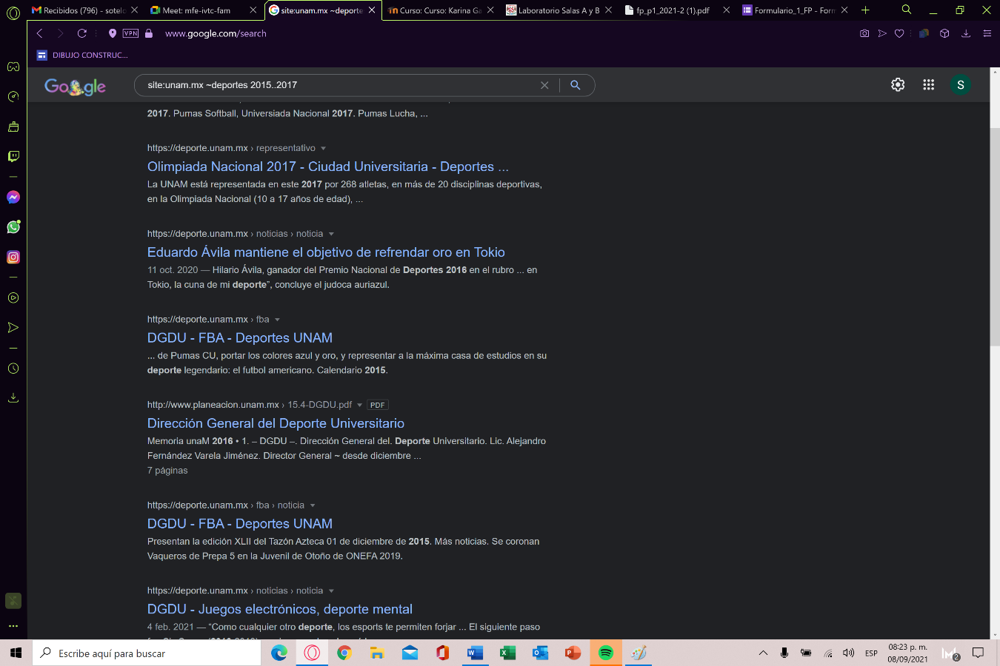 Recibidos (796) - sotelo
Meet: mfe-ivtc-fam
site:unam.mx ~deporte
Curso: Curso: Karina Ga
Laboratorio Salas A y B
fp_p1_2021-2 (1).pdf
Formulario_1_FP - Form
VPN
www.google.com/search
DIBUJO CONSTRUC...
Google
site:unam.mx ~deportes 2015..2017
S
2017. Pumas Softball, Universiada Nacional 2017. Pumas Lucha, ...
https://deporte.unam.mx › representativo
Olimpiada Nacional 2017 - Ciudad Universitaria - Deportes ...
La UNAM está representada en este 2017 por 268 atletas, en más de 20 disciplinas deportivas,
en la Olimpiada Nacional (10 a 17 años de edad), ...
https://deporte.unam.mx › noticias › noticia
Eduardo Ávila mantiene el objetivo de refrendar oro en Tokio
11 oct. 2020 — Hilario Ávila, ganador del Premio Nacional de Deportes 2016 en el rubro ... en
Tokio, la cuna de mi deporte”, concluye el judoca auriazul.
https://deporte.unam.mx › fba
DGDU - FBA - Deportes UNAM
... de Pumas CU, portar los colores azul y oro, y representar a la máxima casa de estudios en su
deporte legendario: el futbol americano. Calendario 2015.
http://www.planeacion.unam.mx › 15.4-DGDU.pdf PDF
Dirección General del Deporte Universitario
Memoria unaM 2016 • 1. – DGDU –. Dirección General del. Deporte Universitario. Lic. Alejandro
Fernández Varela Jiménez. Director General ~ desde diciembre ...
7 páginas
https://deporte.unam.mx › fba › noticia
DGDU - FBA - Deportes UNAM
Presentan la edición XLII del Tazón Azteca 01 de diciembre de 2015. Más noticias. Se coronan
Vaqueros de Prepa 5 en la Juvenil de Otoño de ONEFA 2019.
https://deporte.unam.mx › noticias › noticia
DGDU - Juegos electrónicos, deporte mental
4 feb. 2021 — “Como cualquier otro deporte, los esports te permiten forjar ... El siguiente paso
Escribe aquí para buscar
ESP
08:23 p. m.
08/09/2021
2